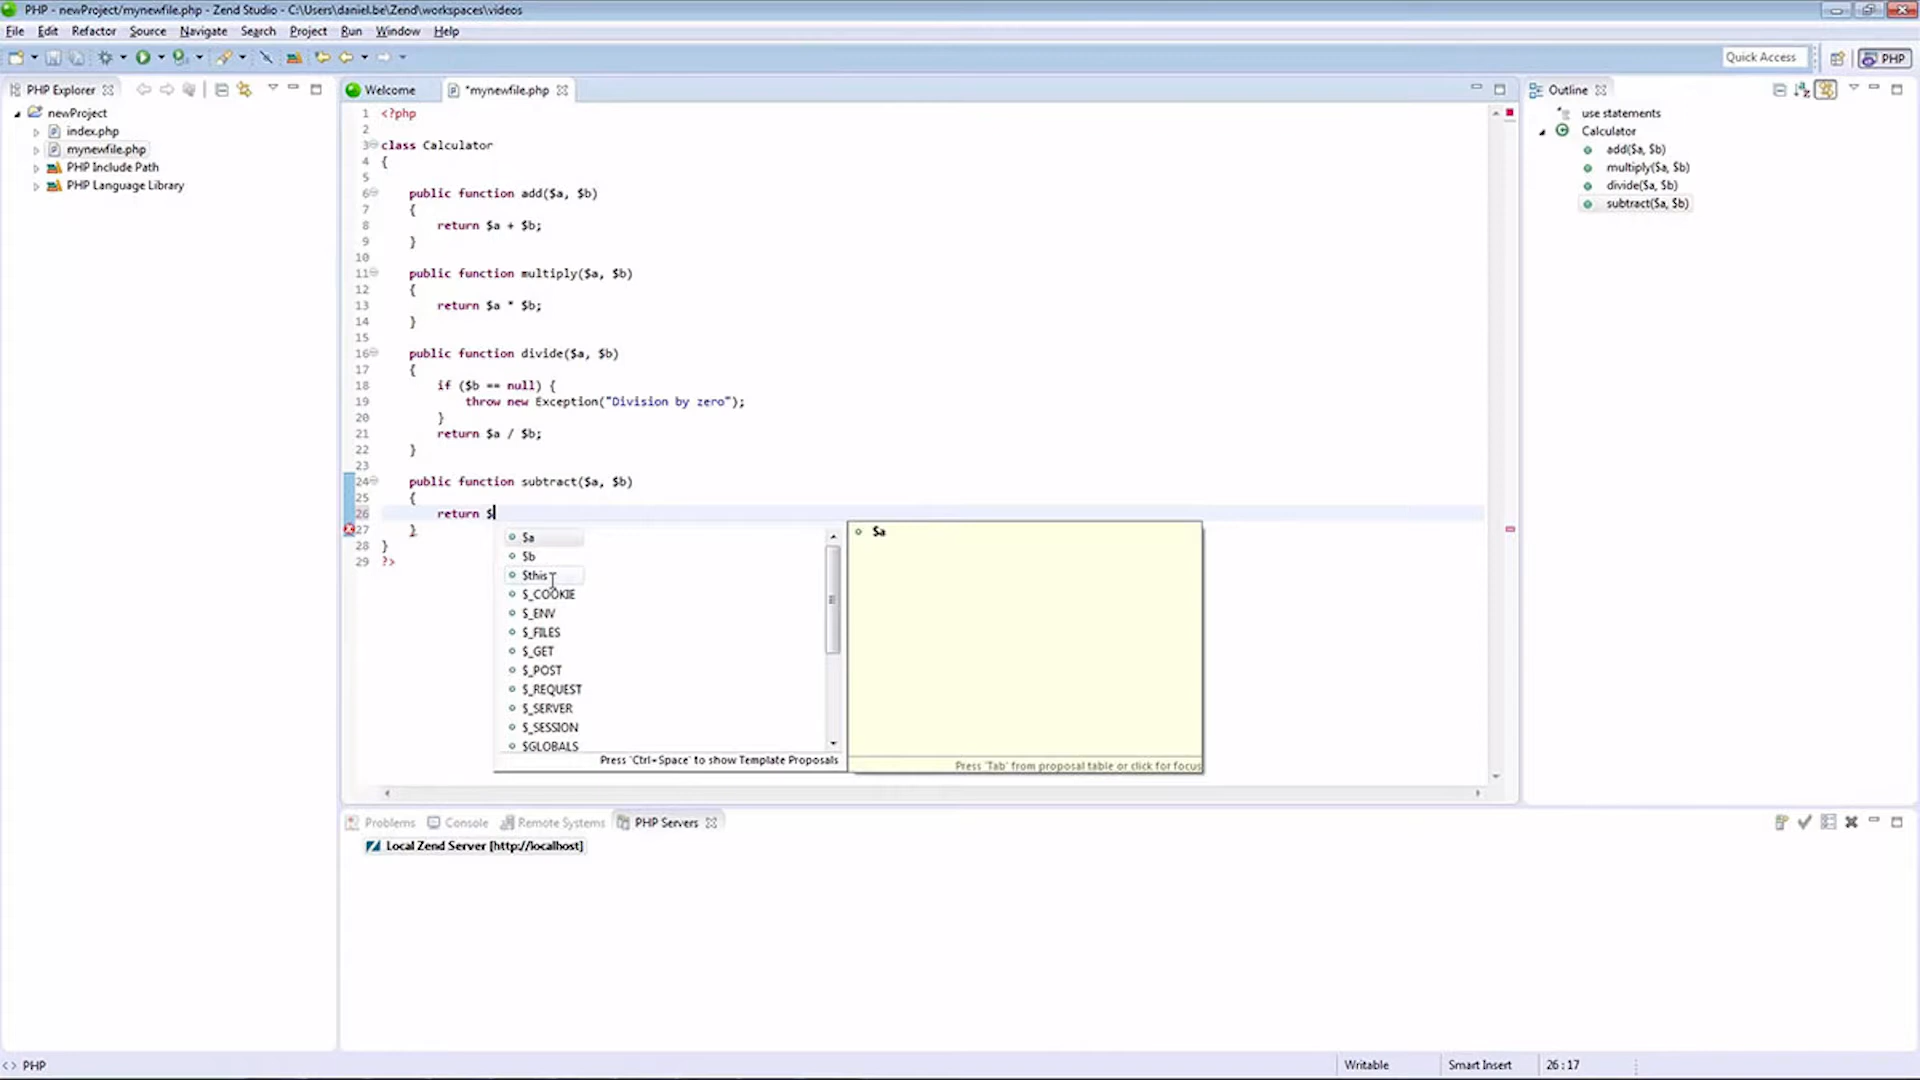 PHP - newProject/mynewfile.php - Zend Studio - C:\Users\daniel.be\Zend\workspaces\videos
File Edit Refactor Source Navigate Search Project Run Window Help
Quick Access PHP
PHP Explorer
newProject
index.php
mynewfile.php
PHP Include Path
PHP Language Library
Welcome *mynewfile.php
1 <?php
2
3 class Calculator
4 {
5
6 public function add($a, $b)
7 {
8 return $a + $b;
9 }
10
11 public function multiply($a, $b)
12 {
13 return $a * $b;
14 }
15
16 public function divide($a, $b)
17 {
18 if ($b == null) {
19 throw new Exception("Division by zero");
20 }
21 return $a / $b;
22 }
23
24 public function subtract($a, $b)
25 {
26 return $
27 }
28 }
29 ?>
$a
$b
$this
$_COOKIE
$_ENV
$_FILES
$_GET
$_POST
$_REQUEST
$_SERVER
$_SESSION
$GLOBALS
Press 'Ctrl+Space' to show Template Proposals
$a
Press 'Tab' from proposal table or click for focus
Outline
use statements
Calculator
add($a, $b)
multiply($a, $b)
divide($a, $b)
subtract($a, $b)
Problems Console Remote Systems PHP Servers
Local Zend Server [http://localhost]
PHP Writable Smart Insert 26 : 17